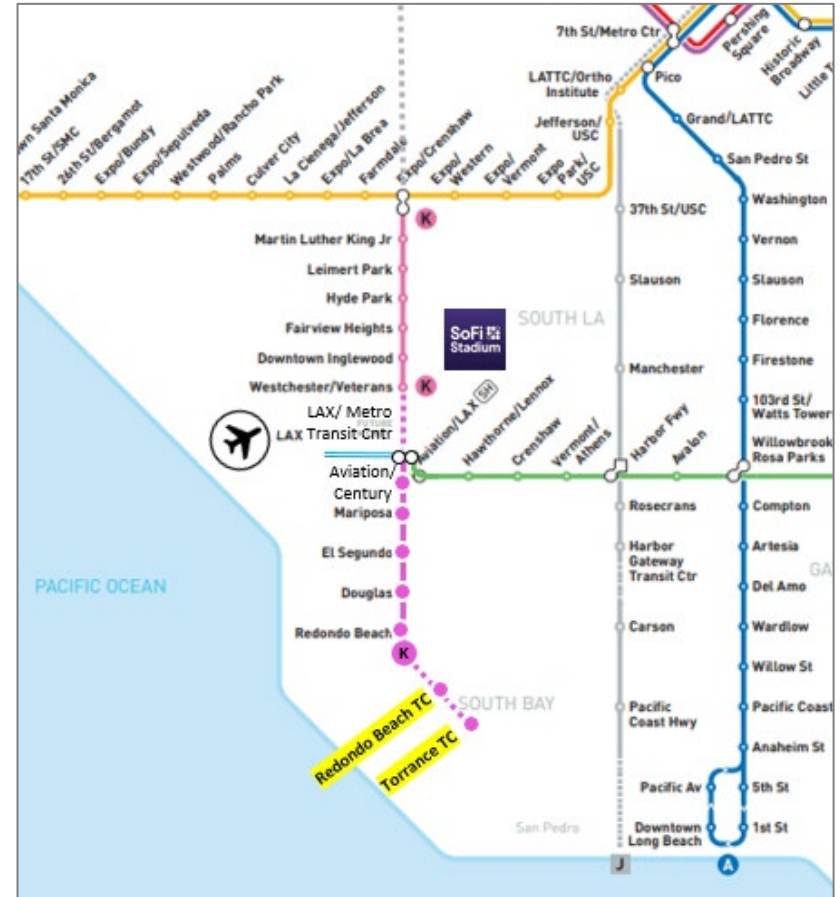 7th St/Metro Ctr
Pershing
Square
Historic
Broadway
Little T
LATTC/Ortho
Institute
Pico
Jefferson/
USC
Grand/LATTC
San Pedro St
wn Santa Monica
17th St/SMC
26th St/Bergamot
Expo/Bundy
Expo/Sepulveda
Westwood/Rancho Park
Palms
Culver City
La Cienega/Jefferson
Expo/La Brea
Farmdale
Expo/Crenshaw
Expo/
Western
Expo/
Vermont
Expo
Park/
USC
K
Martin Luther King Jr
Leimert Park
Hyde Park
Fairview Heights
Downtown Inglewood
Westchester/Veterans
K
SoFi
Stadium
SOUTH LA
37th St/USC
Slauson
Manchester
Harbor Fwy
Washington
Vernon
Slauson
Florence
Firestone
103rd St/
Watts Tower
Willowbrook
Rosa Parks
LAX/ Metro
LAX Transit Cntr
Aviation/LAX
Hawthorne/Lennox
Crenshaw
Vermont/
Athens
Avalon
Aviation/
Century
Mariposa
El Segundo
Douglas
Redondo Beach
K
Redondo Beach TC
Torrance TC
PACIFIC OCEAN
SOUTH BAY
Rosecrans
Harbor
Gateway
Transit Ctr
Carson
Pacific
Coast Hwy
San Pedro
J
Compton
Artesia
GA
Del Amo
Wardlow
Willow St
Pacific Coast
Anaheim St
Pacific Av
5th St
Downtown
Long Beach
1st St
A